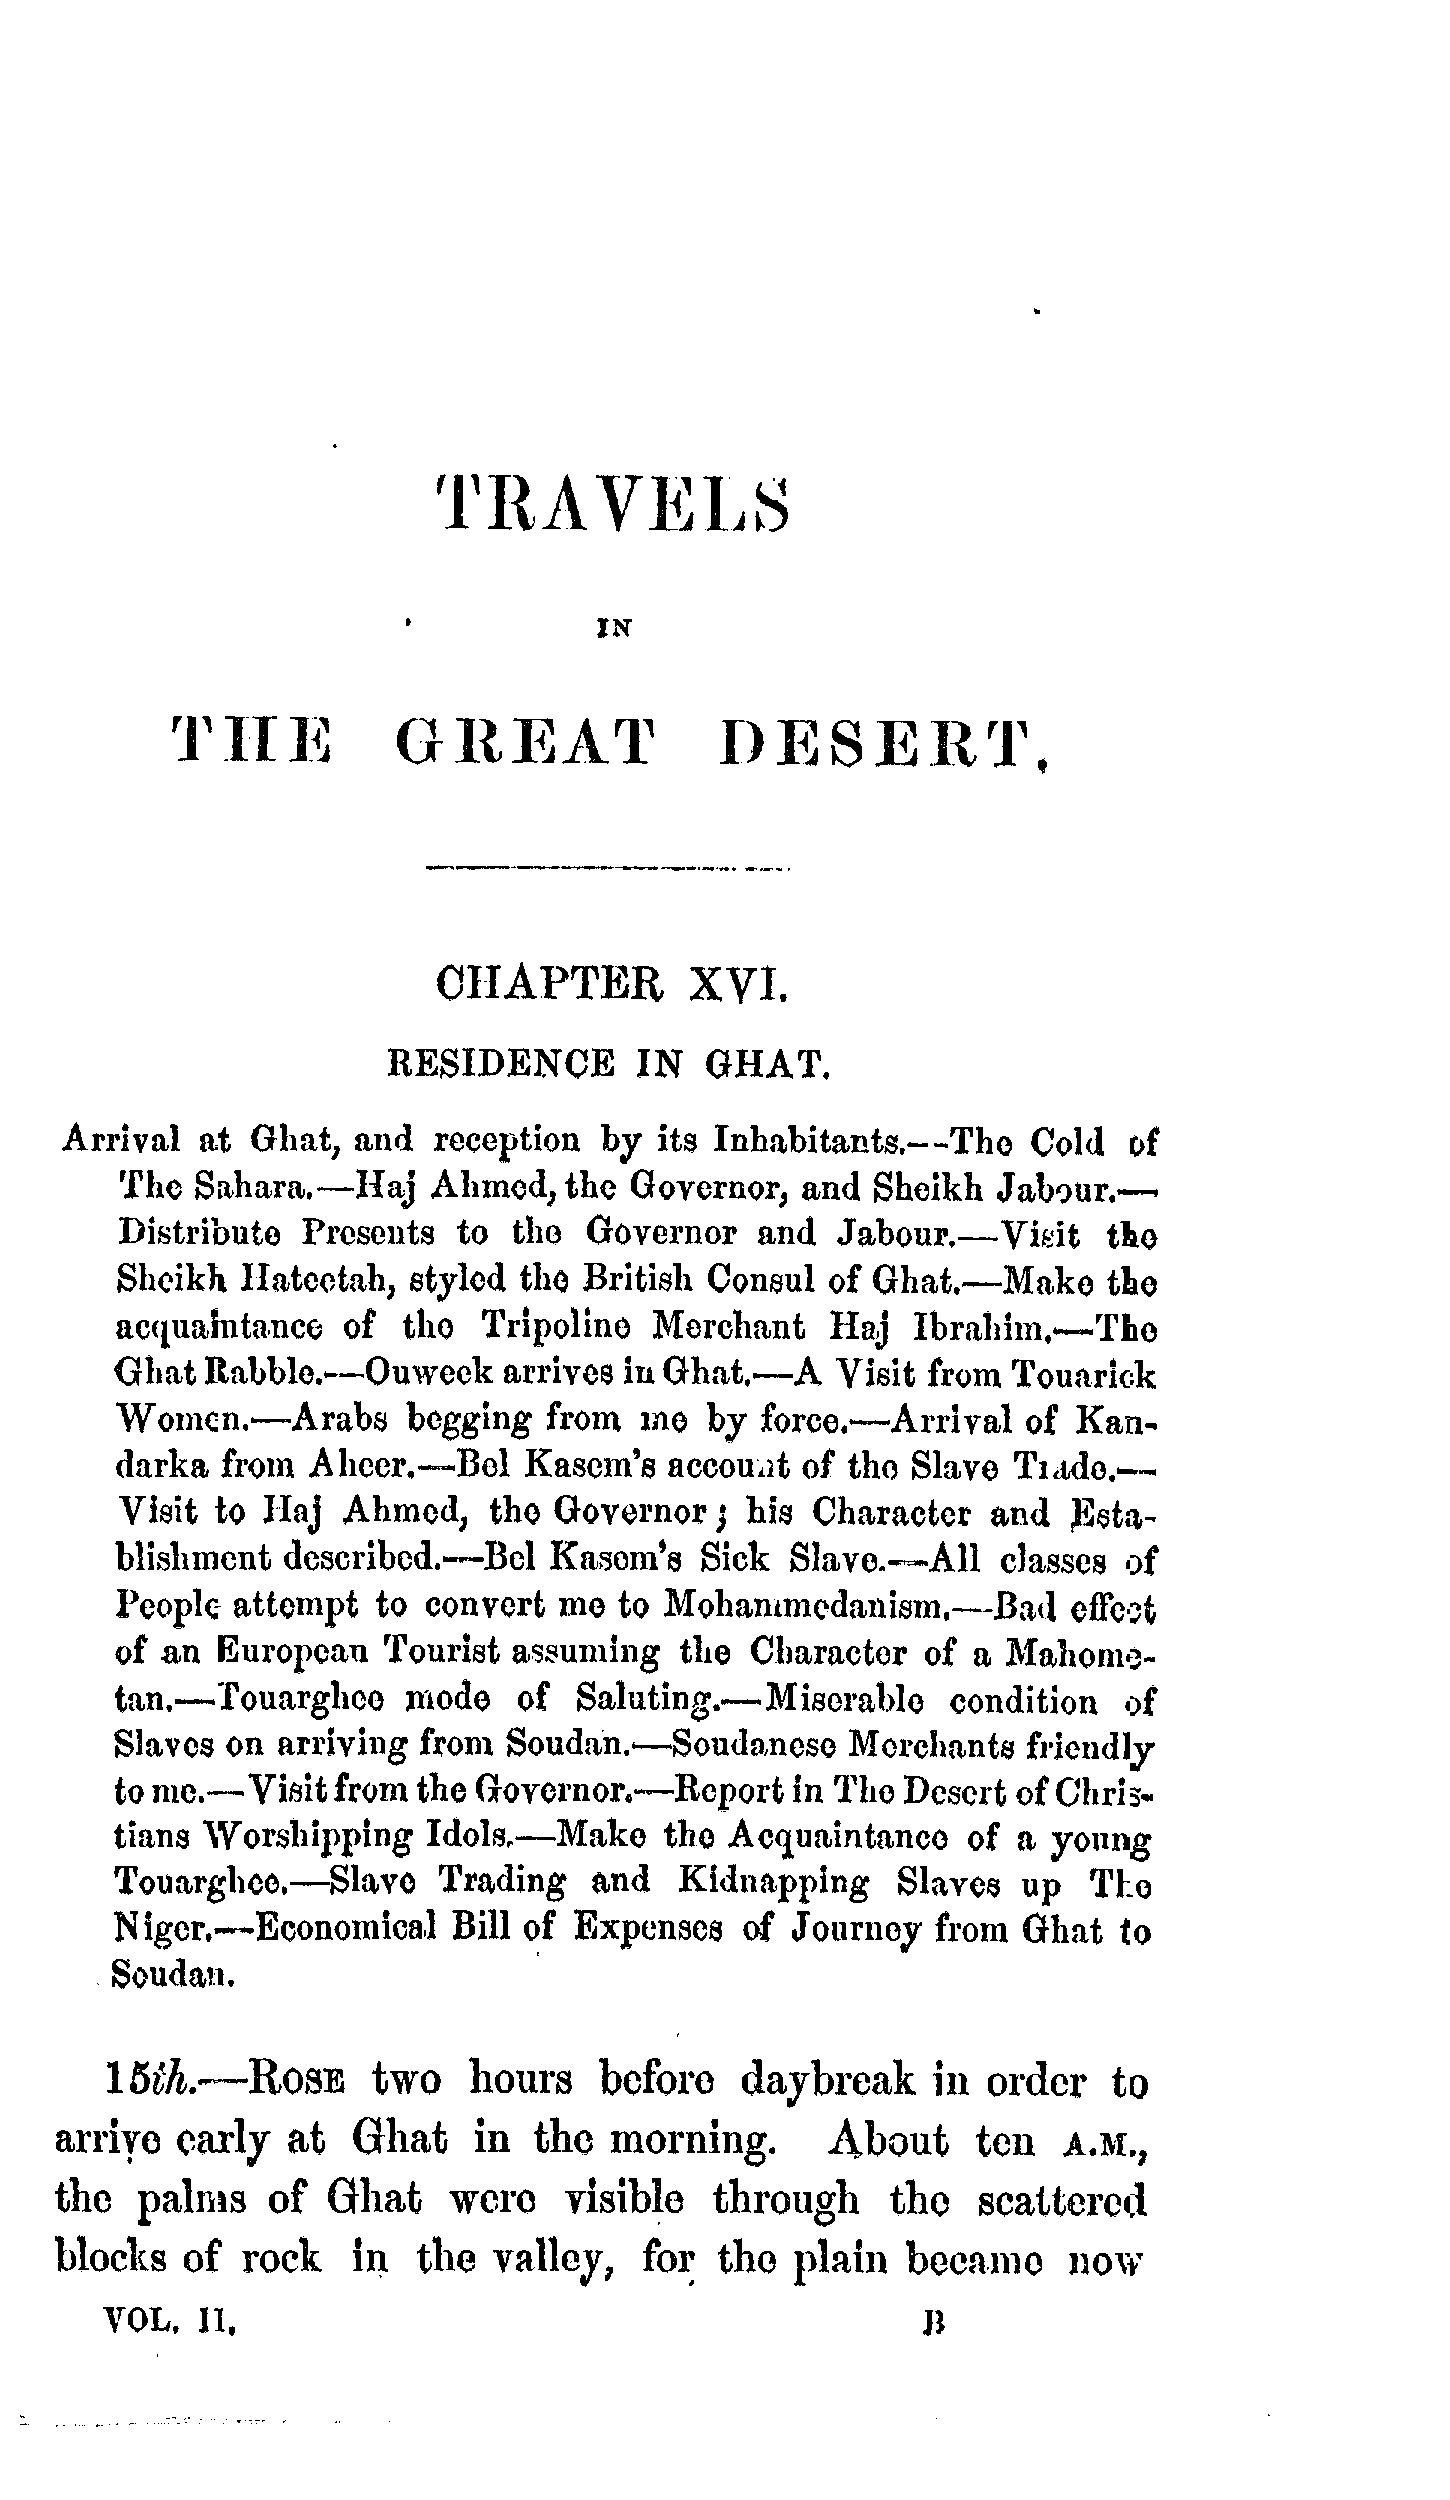 TRAVELS
IN
THE GREAT DESERT.
CHAPTER XVI.
RESIDENCE IN GHAT.
Arrival at Ghat, and reception by its Inhabitants.—The Cold of
The Sahara.—Haj Ahmed, the Governor, and Sheikh Jabour.—
Distribute Presents to the Governor and Jabour.—Visit the
Sheikh Hateetah, styled the British Consul of Ghat.—Make the
acquaintance of the Tripoline Merchant Haj Ibrahim.—The
Ghat Rabble.—Ouweek arrives in Ghat.—A Visit from Touarick
Women.—Arabs begging from me by force.—Arrival of Kan-
darka from Aheer.—Bel Kasem's account of the Slave Trade.—
Visit to Haj Ahmed, the Governor; his Character and Esta-
blishment described.—Bel Kasem's Sick Slave.—All classes of
People attempt to convert me to Mohammedanism.—Bad effect
of an European Tourist assuming the Character of a Mahome-
tan.—Touarghee mode of Saluting.—Miserable condition of
Slaves on arriving from Soudan.—Soudanese Merchants friendly
to me.—Visit from the Governor.—Report in The Desert of Chris-
tians Worshipping Idols.—Make the Acquaintance of a young
Touarghee.—Slave Trading and Kidnapping Slaves up The
Niger.—Economical Bill of Expenses of Journey from Ghat to
Soudan.
15th.—ROSE two hours before daybreak in order to
arrive early at Ghat in the morning. About ten A.M.,
the palms of Ghat were visible through the scattered
blocks of rock in the valley, for the plain became now
VOL. II. B